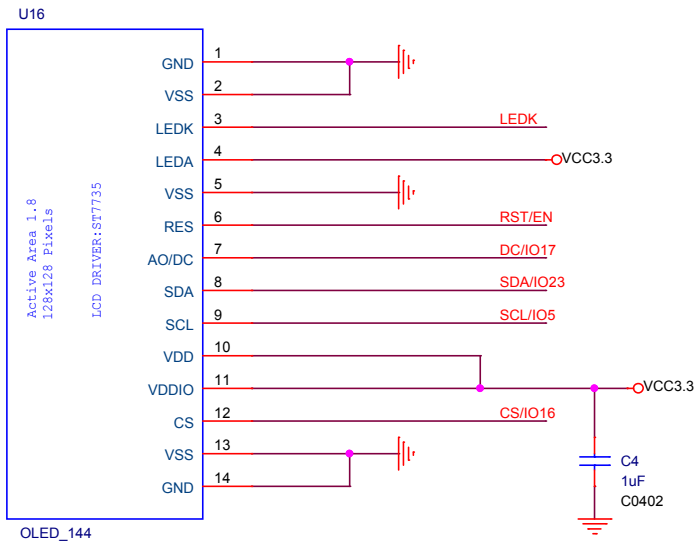 U16
GND 1
VSS 2
LEDK 3 LEDK
LEDA 4 VCC3.3
VSS 5
RES 6 RST/EN
AO/DC 7 DC/IO17
SDA 8 SDA/IO23
SCL 9 SCL/IO5
VDD 10
VDDIO 11 VCC3.3
CS 12 CS/IO16
VSS 13
GND 14
Active Area 1.8
128x128 Pixels
LCD DRIVER:ST7735
C4
1uF
C0402
OLED_144